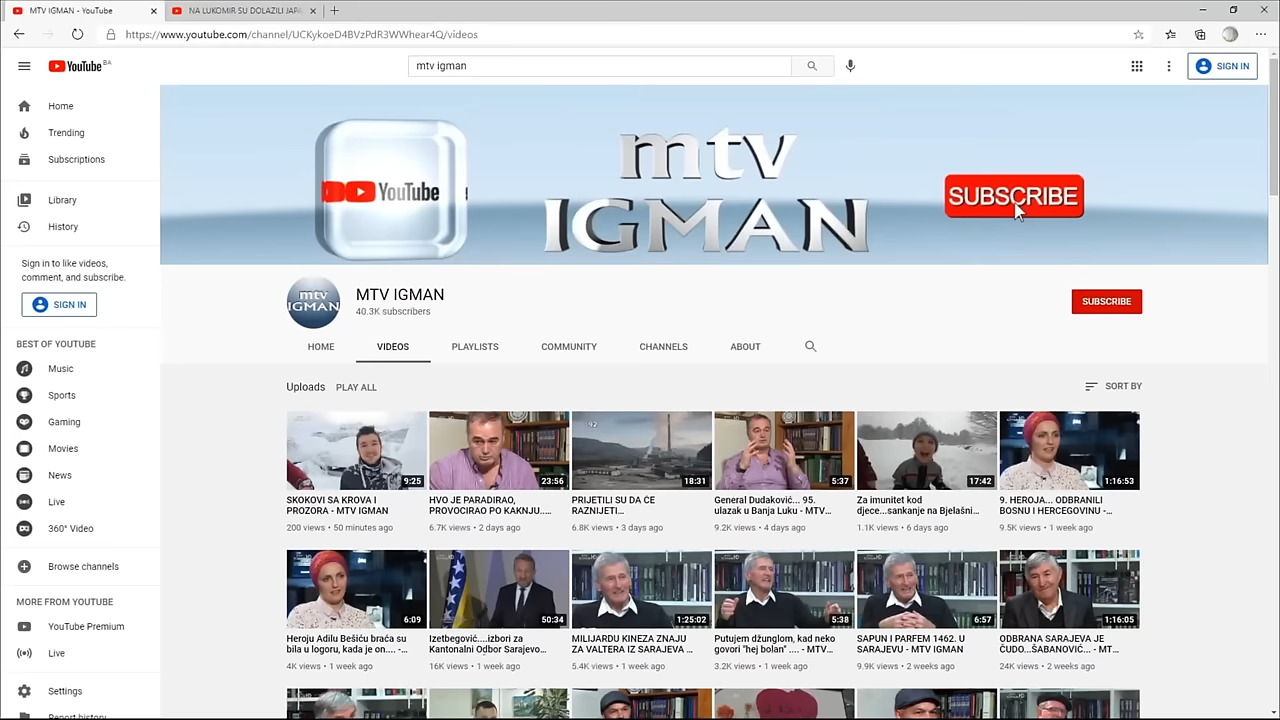 MTV IGMAN - YouTube
NA LUKOMIR SU DOLAZILI JAP
https://www.youtube.com/channel/UCKykoeD4BVzPdR3WWhear4Q/videos
YouTube BA
mtv igman
SIGN IN
Home
Trending
Subscriptions
Library
History
Sign in to like videos,
comment, and subscribe.
SIGN IN
BEST OF YOUTUBE
Music
Sports
Gaming
Movies
News
Live
360° Video
Browse channels
MORE FROM YOUTUBE
YouTube Premium
Live
Settings
Report history
YouTube
mtv
IGMAN
SUBSCRIBE
mtv
IGMAN
MTV IGMAN
40.3K subscribers
SUBSCRIBE
HOME VIDEOS PLAYLISTS COMMUNITY CHANNELS ABOUT
Uploads PLAY ALL
SORT BY
9:25
SKOKOVI SA KROVA I
PROZORA - MTV IGMAN
200 views • 50 minutes ago
23:56
HVO JE PARADIRAO,
PROVOCIRAO PO KAKNJU....
6.7K views • 2 days ago
92
18:31
PRIJETILI SU DA ĆE
RAZNIJETI...
6.8K views • 3 days ago
5:37
General Dudaković... 95.
ulazak u Banja Luku - MTV...
9.2K views • 4 days ago
17:42
Za imunitet kod
djece...sankanje na Bjelašni...
1.1K views • 6 days ago
1:16:53
9. HEROJA... ODBRANILI
BOSNU I HERCEGOVINU -...
9.5K views • 1 week ago
6:09
Heroju Adilu Bešiću braća su
bila u logoru, kada je on.... -...
4K views • 1 week ago
50:34
Izetbegović....izbori za
Kantonalni Odbor Sarajevo...
16K views • 1 week ago
1:25:02
MILIJARDU KINEZA ZNAJU
ZA VALTERA IZ SARAJEVA ...
5.4K views • 1 week ago
5:38
Putujem džunglom, kad neko
govori "hej bolan" .... - MTV...
3.2K views • 1 week ago
6:57
SAPUN I PARFEM 1462. U
SARAJEVU - MTV IGMAN
9.9K views • 2 weeks ago
1:16:05
ODBRANA SARAJEVA JE
ČUDO...ŠABANOVIĆ... - MT...
24K views • 2 weeks ago